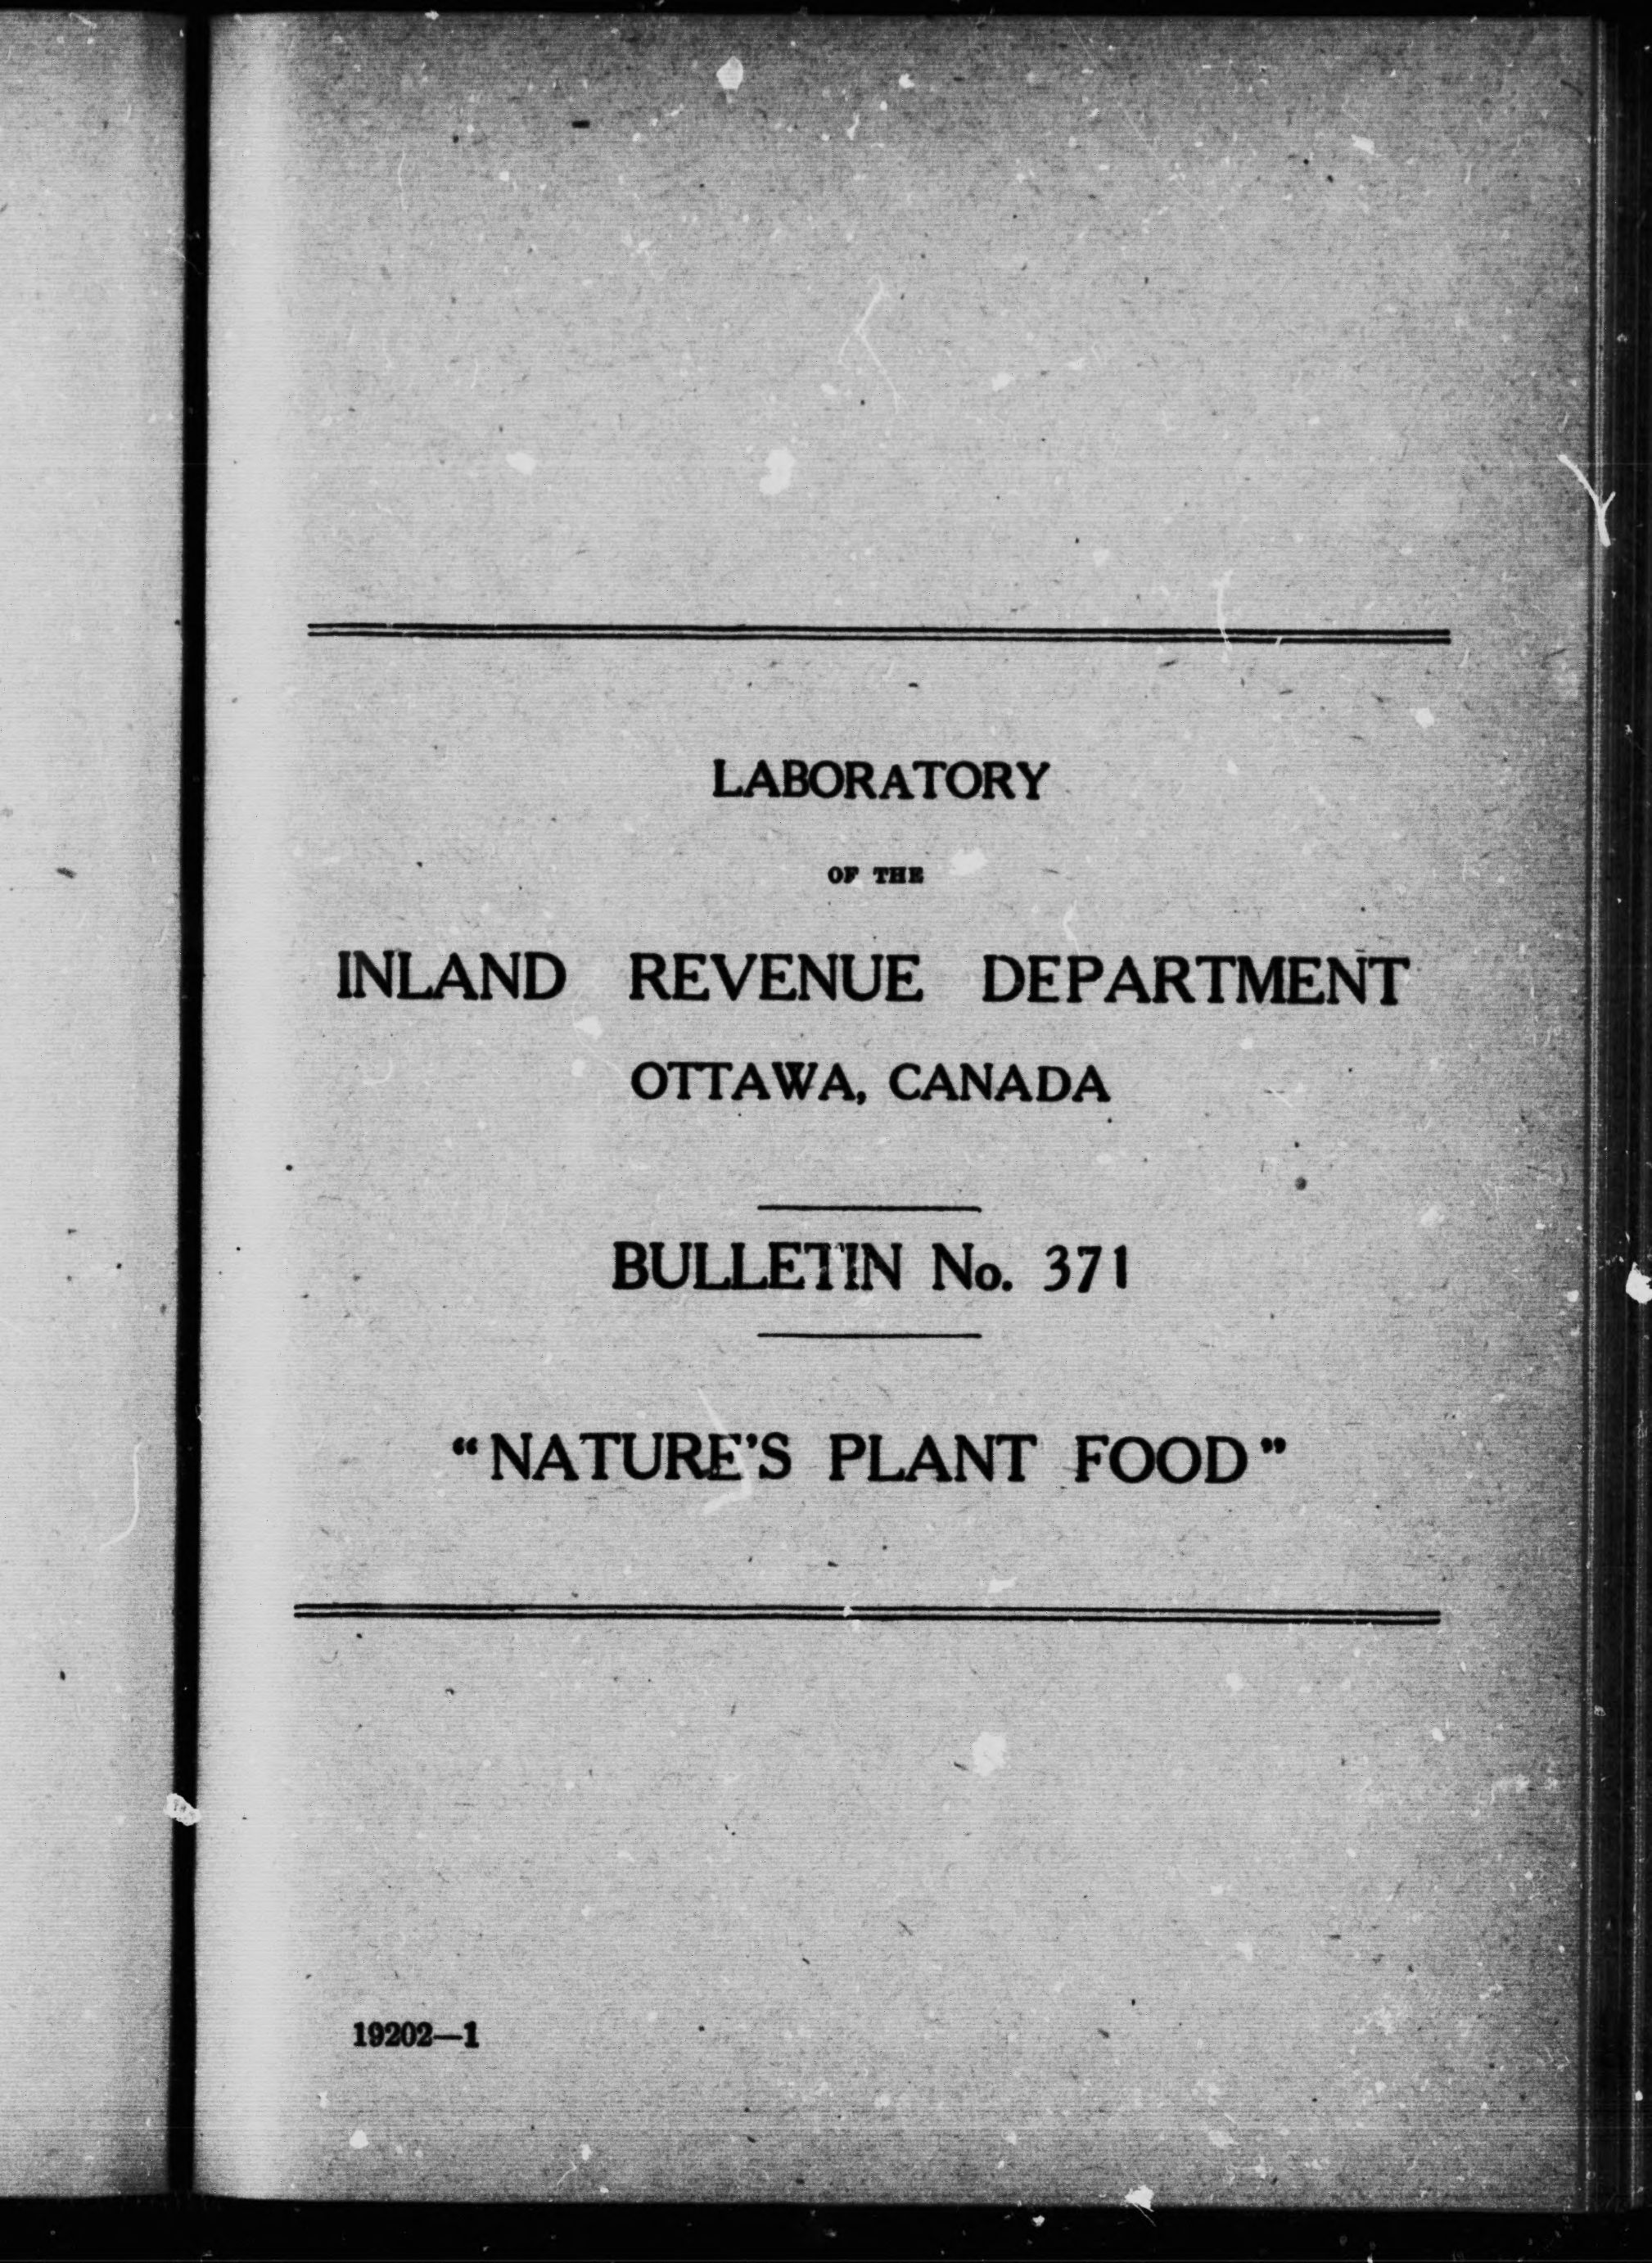 LABORATORY
OF THE
INLAND REVENUE DEPARTMENT
OTTAWA, CANADA
BULLETIN No. 371
“NATURE'S PLANT FOOD”
19202—1